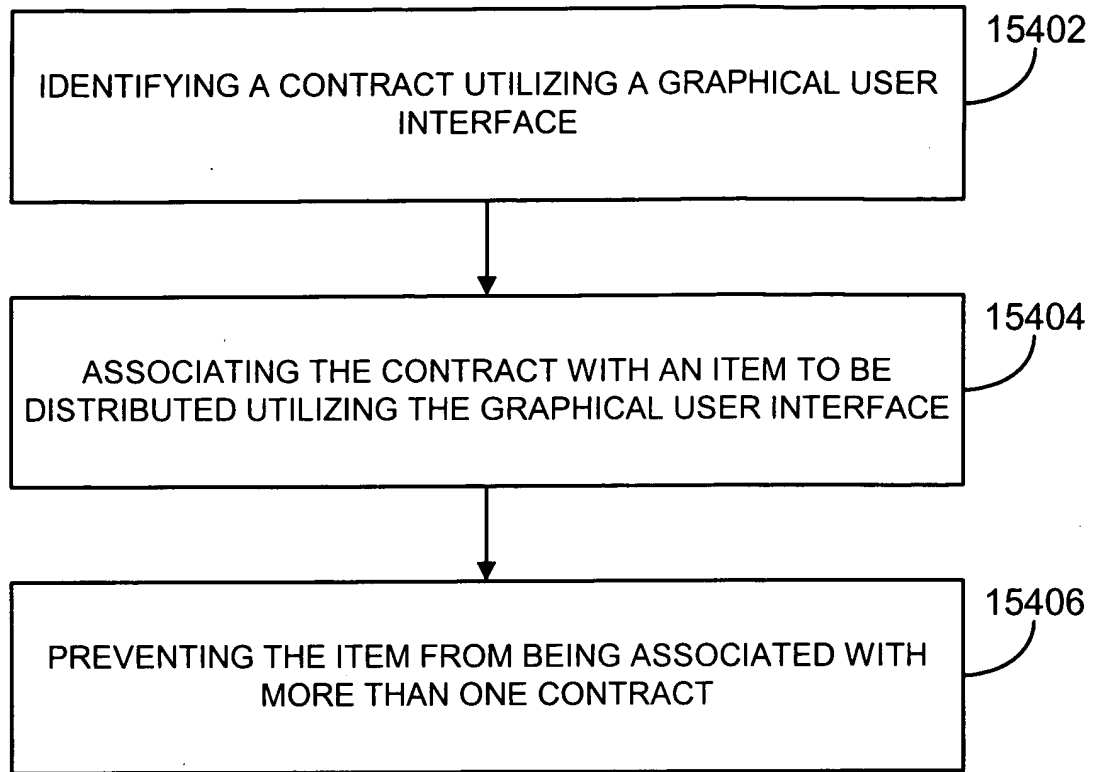 15402
IDENTIFYING A CONTRACT UTILIZING A GRAPHICAL USER
INTERFACE
15404
ASSOCIATING THE CONTRACT WITH AN ITEM TO BE
DISTRIBUTED UTILIZING THE GRAPHICAL USER INTERFACE
15406
PREVENTING THE ITEM FROM BEING ASSOCIATED WITH
MORE THAN ONE CONTRACT